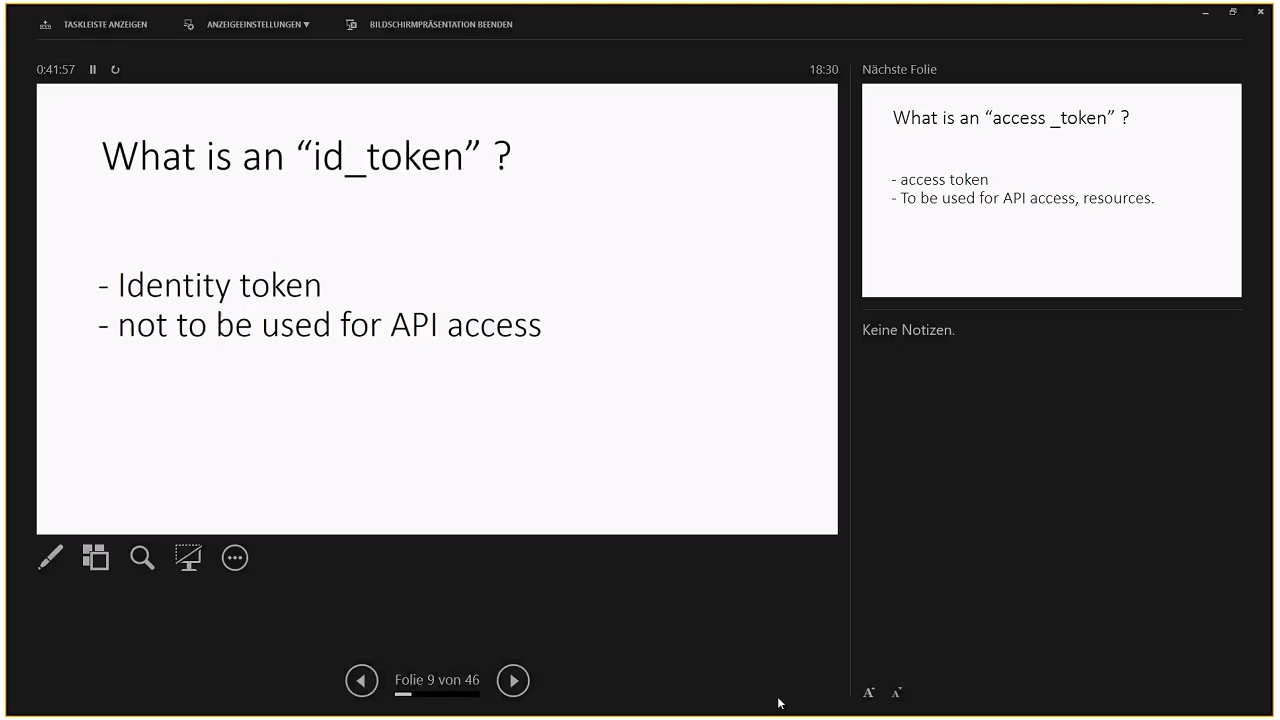 TASKLEISTE ANZEIGEN
ANZEIGEEINSTELLUNGEN ▼
BILDSCHIRMPRÄSENTATION BEENDEN
0:41:57
18:30
What is an “id_token” ?
- Identity token
- not to be used for API access
Nächste Folie
What is an “access _token” ?
- access token
- To be used for API access, resources.
Keine Notizen.
Folie 9 von 46
A A